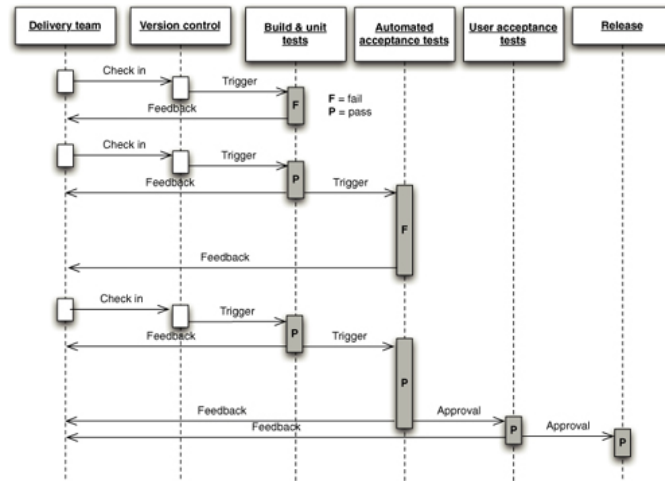 Delivery team
Version control
Build & unit
tests
Automated
acceptance tests
User acceptance
tests
Release
Check in
Trigger
Feedback
F
F = fail
P = pass
Check in
Trigger
P
Feedback
Trigger
F
Feedback
Check in
Trigger
P
Feedback
Trigger
P
Feedback
Approval
P
Feedback
Approval
P